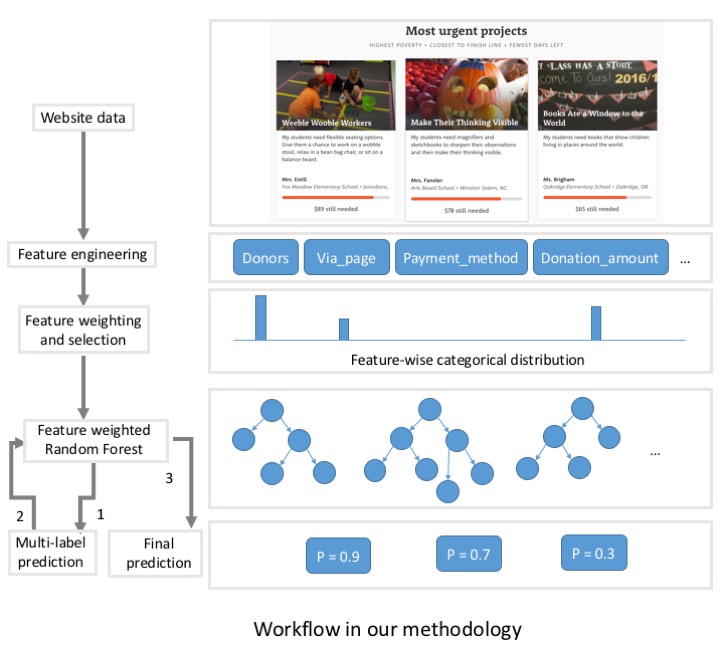 Most urgent projects
HIGHEST POVERTY • CLOSEST TO FINISH LINE • FEWEST DAYS LEFT
Weeble Wooble Workers
My students need flexible seating options.
Give them a chance to work on a wobble
stool, relax in a bean bag chair, or sit on a
balance board.
Mrs. Estill
Fox Meadow Elementary School • Jonesboro,
$89 still needed
Make Their Thinking Visible
My students need magnifiers and
sketchbooks to sharpen their observations
and then make their thinking visible.
Mrs. Fansler
Arts Based School • Winston Salem, NC
$78 still needed
Y CLASS HAS A STORY
come To Ours! 2016/1
Books Are a Window to the
World
My students need books that show children
living in places around the world.
Ms. Brigham
Oakridge Elementary School • Oakridge, OR
$65 still needed
Website data
Feature engineering
Donors
Via_page
Payment_method
Donation_amount
...
Feature weighting
and selection
Feature-wise categorical distribution
Feature weighted
Random Forest
...
3
2
1
Multi-label
prediction
Final
prediction
P = 0.9
P = 0.7
P = 0.3
Workflow in our methodology